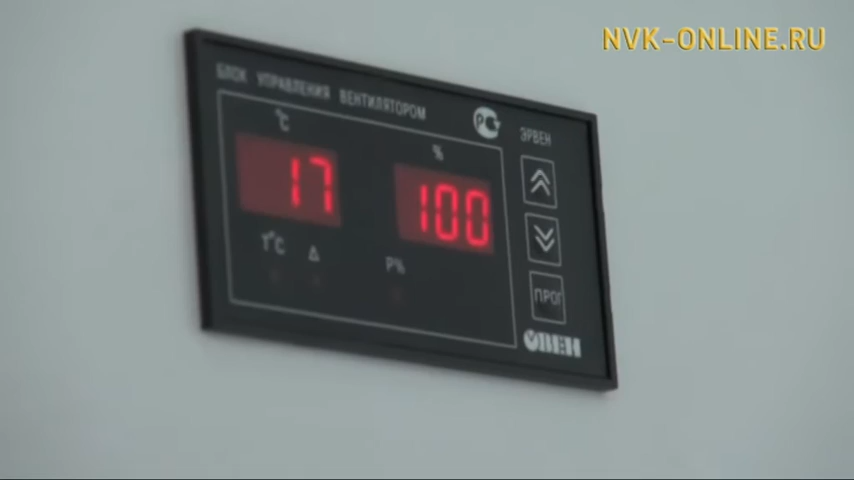 NVK-ONLINE.RU
БЛОК УПРАВЛЕНИЯ ВЕНТИЛЯТОРОМ
ЭРВЕН
°C
%
17
100
T°C Δ
P%
ПРОГ
ОВЕН